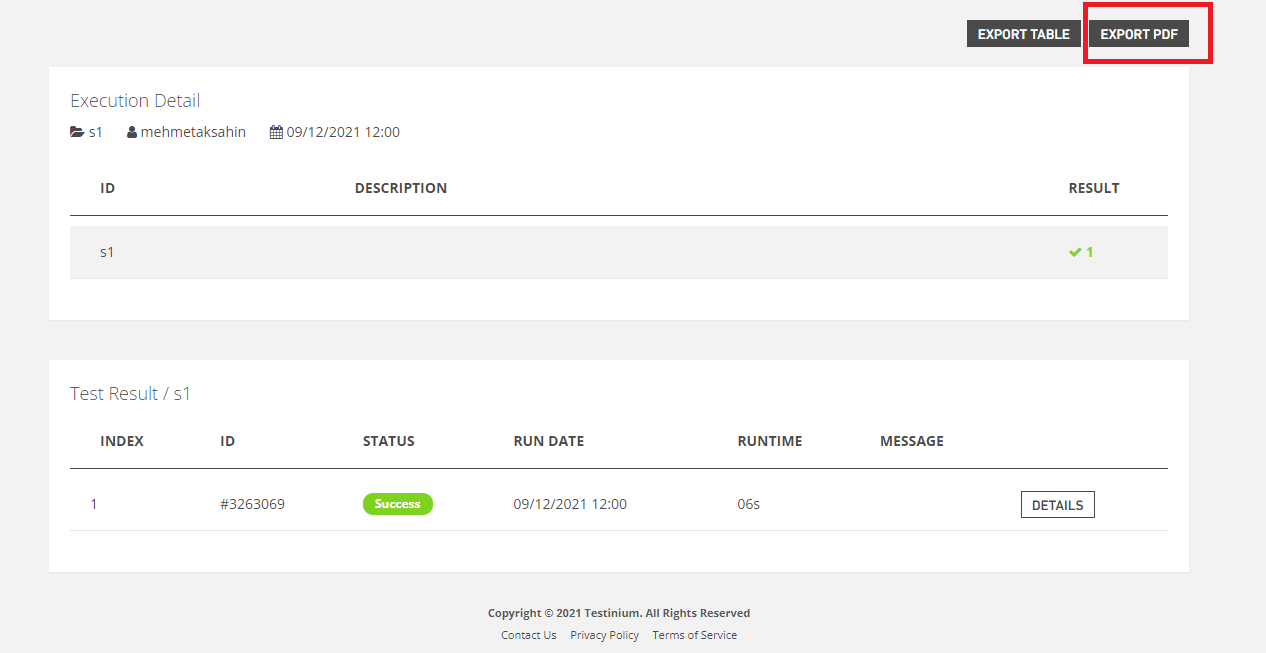 EXPORT TABLE EXPORT PDF
Execution Detail
s1 mehmetaksahin 09/12/2021 12:00
ID DESCRIPTION RESULT
s1 1
Test Result / s1
INDEX ID STATUS RUN DATE RUNTIME MESSAGE
1 #3263069 Success 09/12/2021 12:00 06s DETAILS
Copyright © 2021 Testinium. All Rights Reserved
Contact Us Privacy Policy Terms of Service